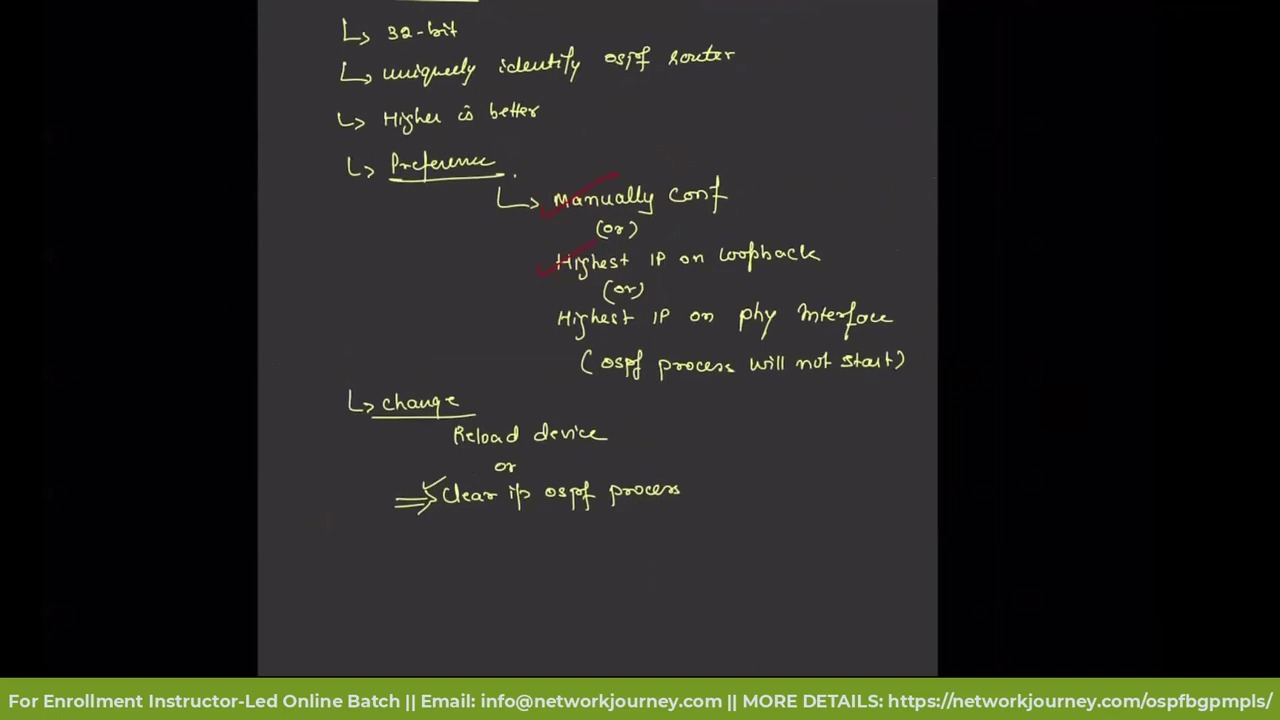 ↳ 32-bit
↳ uniquely identify ospf router
↳ Higher is better
↳ Preference
↳ Manually conf
(or)
Highest IP on loopback
(or)
Highest IP on phy Interface
(ospf process will not start)
↳ change
Reload device
or
⇒ Clear ip ospf process
For Enrollment Instructor-Led Online Batch || Email: info@networkjourney.com || MORE DETAILS: https://networkjourney.com/ospfbgpmpls/